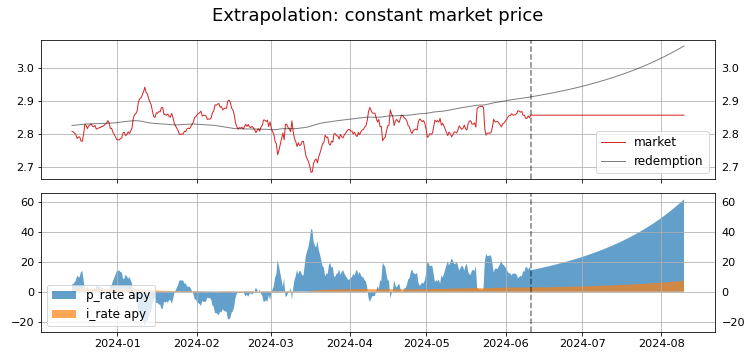 Extrapolation: constant market price
3.0 3.0
2.9 2.9
2.8 2.8
2.7 2.7
market
redemption
60 60
40 40
20 20
0 0
−20 −20
p_rate apy
i_rate apy
2024-01 2024-02 2024-03 2024-04 2024-05 2024-06 2024-07 2024-08